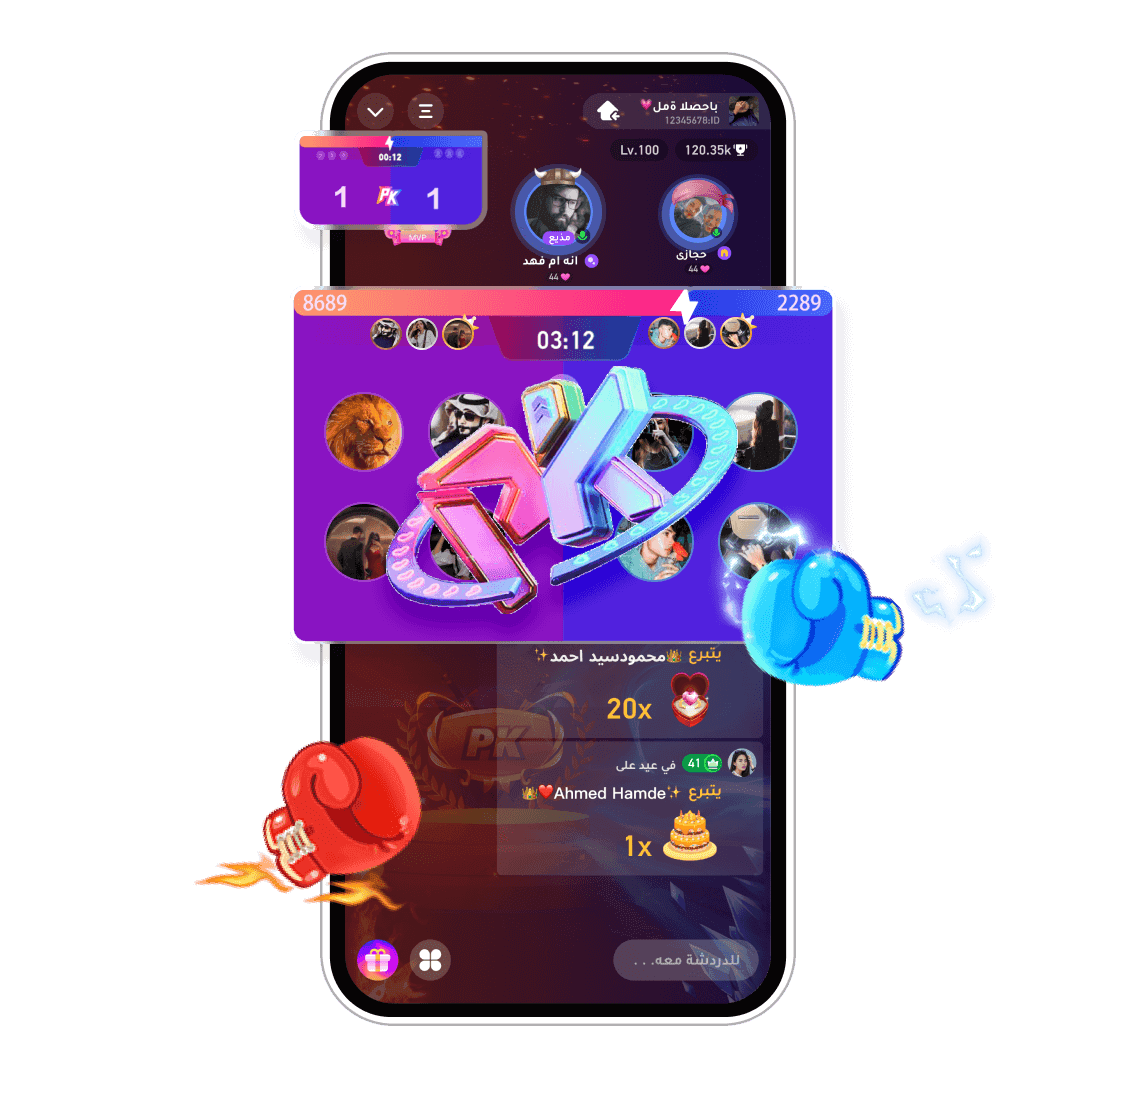 باحصلا ةمل💗
12345678:ID
Lv.100
120.35k
00:12
1
PK
1
MVP
مذيع
انه ام فهد
44
حجازى
44
8689
2289
03:12
PK
يتبرع 👑محمودسيد احمد✨
20x
PK
41 في عيد على
يتبرع ✨Ahmed Hamde❤️👑
1x
للدردشة معه. . .